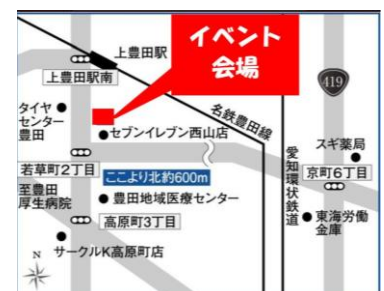 上豊田駅
イベント
会場
上豊田駅南
419
タイヤ
センター
豊田
名鉄豊田線
セブンイレブン西山店
スギ薬局
若草町2丁目
ここより北約600m
愛知環状鉄道
京町6丁目
至豊田
厚生病院
豊田地域医療センター
高原町3丁目
東海労働
金庫
N
サークルK高原町店